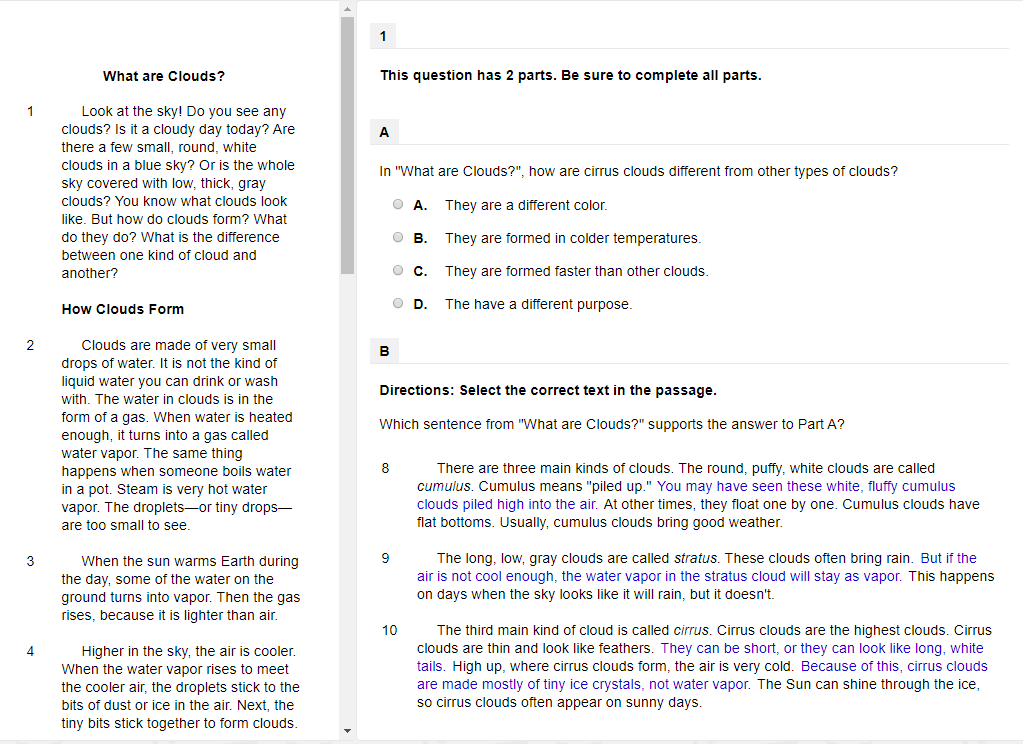 What are Clouds?
1 Look at the sky! Do you see any
clouds? Is it a cloudy day today? Are
there a few small, round, white
clouds in a blue sky? Or is the whole
sky covered with low, thick, gray
clouds? You know what clouds look
like. But how do clouds form? What
do they do? What is the difference
between one kind of cloud and
another?
How Clouds Form
2 Clouds are made of very small
drops of water. It is not the kind of
liquid water you can drink or wash
with. The water in clouds is in the
form of a gas. When water is heated
enough, it turns into a gas called
water vapor. The same thing
happens when someone boils water
in a pot. Steam is very hot water
vapor. The droplets—or tiny drops—
are too small to see.
3 When the sun warms Earth during
the day, some of the water on the
ground turns into vapor. Then the gas
rises, because it is lighter than air.
4 Higher in the sky, the air is cooler.
When the water vapor rises to meet
the cooler air, the droplets stick to the
bits of dust or ice in the air. Next, the
tiny bits stick together to form clouds.
1
This question has 2 parts. Be sure to complete all parts.
A
In "What are Clouds?", how are cirrus clouds different from other types of clouds?
A. They are a different color.
B. They are formed in colder temperatures.
C. They are formed faster than other clouds.
D. The have a different purpose.
B
Directions: Select the correct text in the passage.
Which sentence from "What are Clouds?" supports the answer to Part A?
8 There are three main kinds of clouds. The round, puffy, white clouds are called
cumulus. Cumulus means "piled up." You may have seen these white, fluffy cumulus
clouds piled high into the air. At other times, they float one by one. Cumulus clouds have
flat bottoms. Usually, cumulus clouds bring good weather.
9 The long, low, gray clouds are called stratus. These clouds often bring rain. But if the
air is not cool enough, the water vapor in the stratus cloud will stay as vapor. This happens
on days when the sky looks like it will rain, but it doesn't.
10 The third main kind of cloud is called cirrus. Cirrus clouds are the highest clouds. Cirrus
clouds are thin and look like feathers. They can be short, or they can look like long, white
tails. High up, where cirrus clouds form, the air is very cold. Because of this, cirrus clouds
are made mostly of tiny ice crystals, not water vapor. The Sun can shine through the ice,
so cirrus clouds often appear on sunny days.